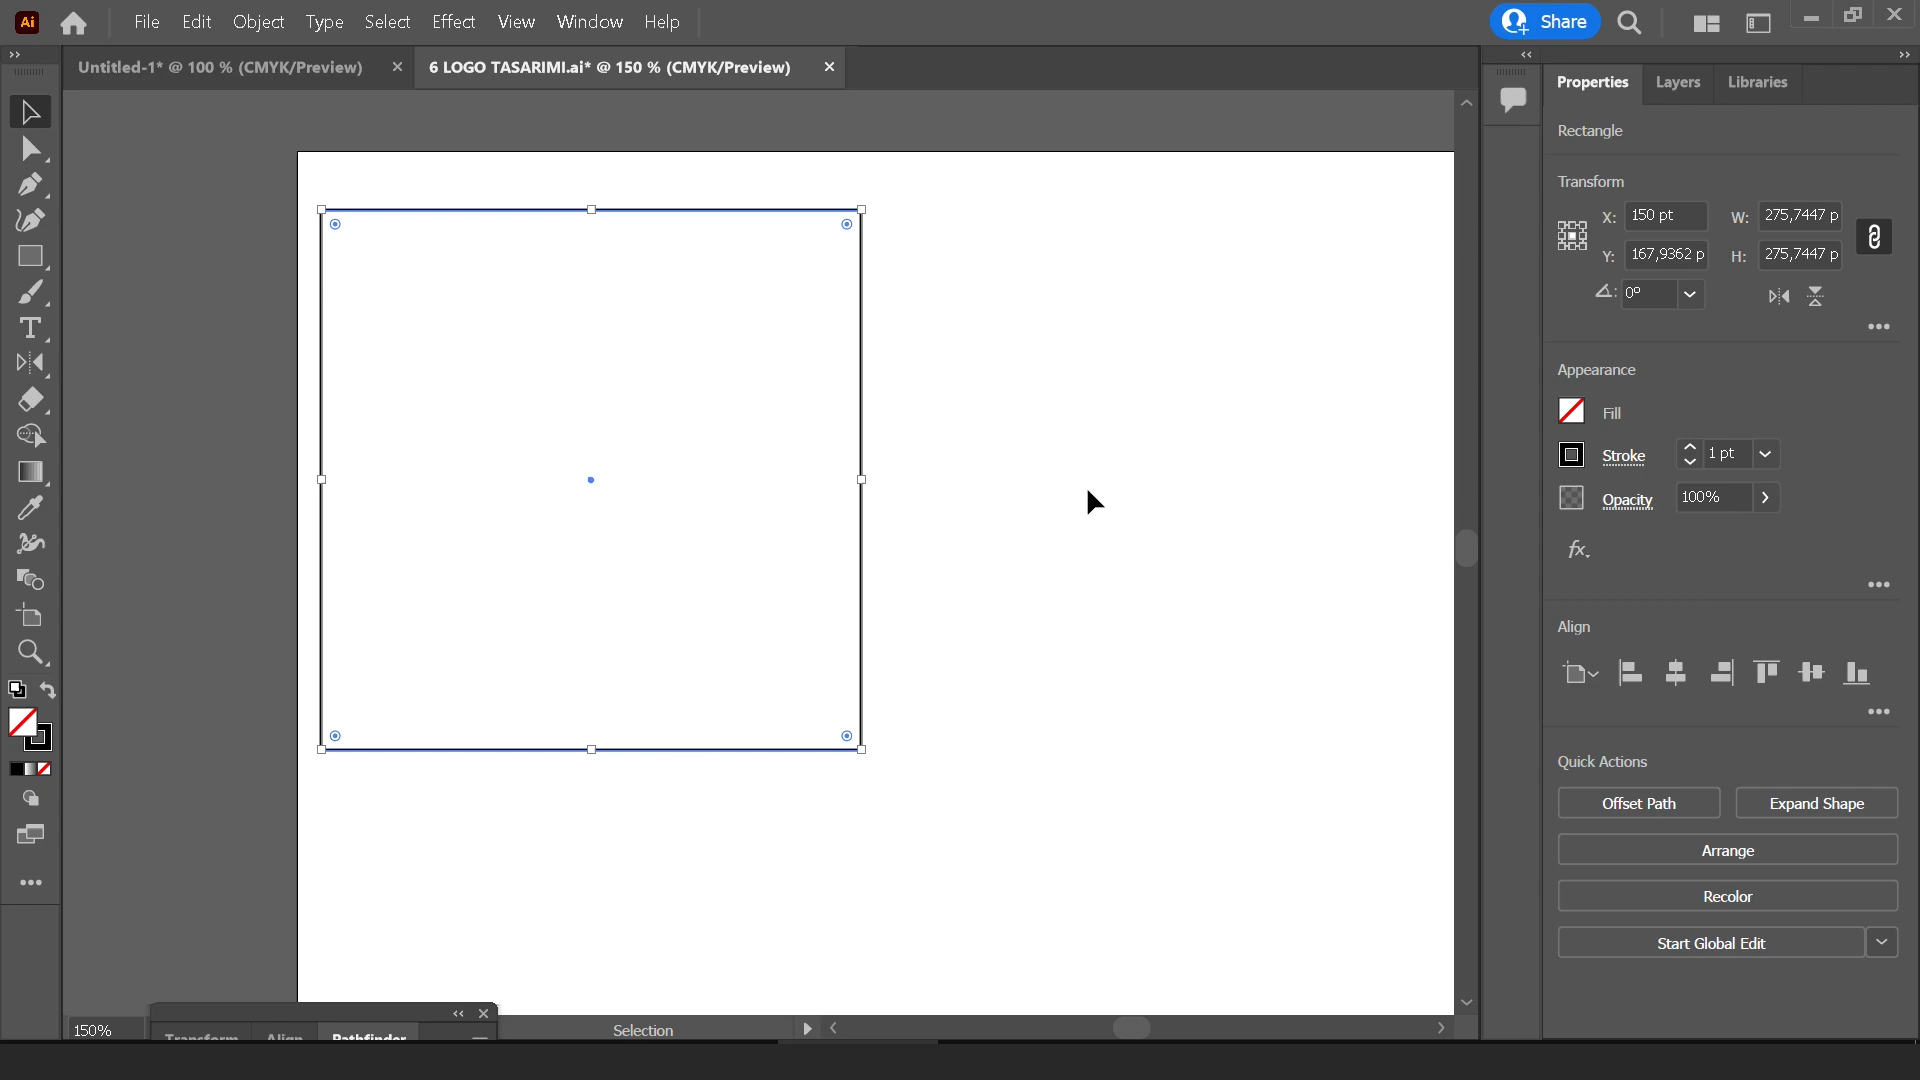 Ai File Edit Object Type Select Effect View Window Help Share
Untitled-1* @ 100 % (CMYK/Preview) 6 LOGO TASARIMI.ai* @ 150 % (CMYK/Preview)
Properties Layers Libraries
Rectangle
Transform
X: 150 pt W: 275,7447 p
Y: 167,9362 p H: 275,7447 p
0°
Appearance
Fill
Stroke 1 pt
Opacity 100%
fx
Align
Quick Actions
Offset Path Expand Shape
Arrange
Recolor
Start Global Edit
150% Transform Align Pathfinder Selection